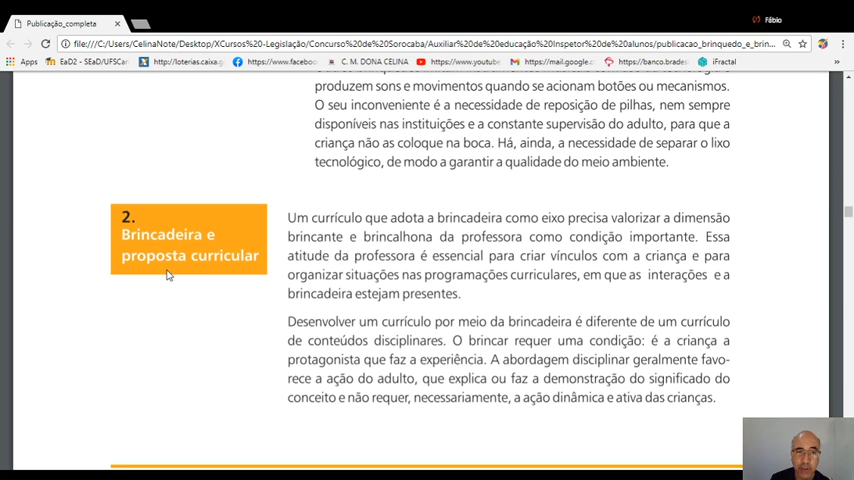 Fábio
Publicação_completa
file:///C:/Users/CelinaNote/Desktop/XCursos%20-Legislação/Concurso%20de%20Sorocaba/Auxiliar%20de%20educação%20Inspetor%20de%20alunos/publicacao_brinquedo_e_brin...
Apps EaD2 - SEaD/UFSCar http://loterias.caixa.g https://www.faceboo C. M. DONA CELINA https://www.youtube https://mail.google.c https://banco.brades iFractal
produzem sons e movimentos quando se acionam botões ou mecanismos.
O seu inconveniente é a necessidade de reposição de pilhas, nem sempre
disponíveis nas instituições e a constante supervisão do adulto, para que a
criança não as coloque na boca. Há, ainda, a necessidade de separar o lixo
tecnológico, de modo a garantir a qualidade do meio ambiente.
2.
Brincadeira e
proposta curricular
Um currículo que adota a brincadeira como eixo precisa valorizar a dimensão
brincante e brincalhona da professora como condição importante. Essa
atitude da professora é essencial para criar vínculos com a criança e para
organizar situações nas programações curriculares, em que as interações e a
brincadeira estejam presentes.
Desenvolver um currículo por meio da brincadeira é diferente de um currículo
de conteúdos disciplinares. O brincar requer uma condição: é a criança a
protagonista que faz a experiência. A abordagem disciplinar geralmente favo-
rece a ação do adulto, que explica ou faz a demonstração do significado do
conceito e não requer, necessariamente, a ação dinâmica e ativa das crianças.